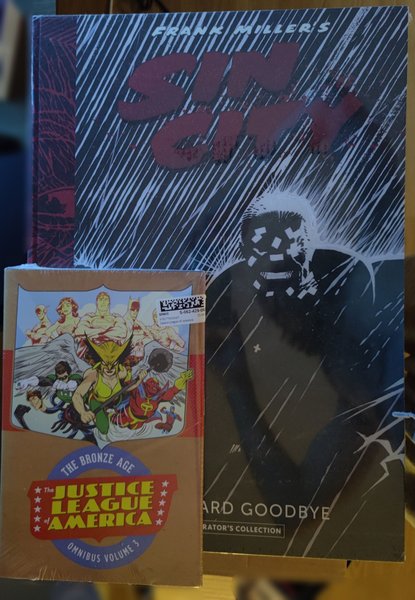 FRANK MILLER'S
SIN
CITY
ARD GOODBYE
RATOR'S COLLECTION
THE BRONZE AGE
The JUSTICE
LEAGUE
of AMERICA
OMNIBUS VOLUME 3